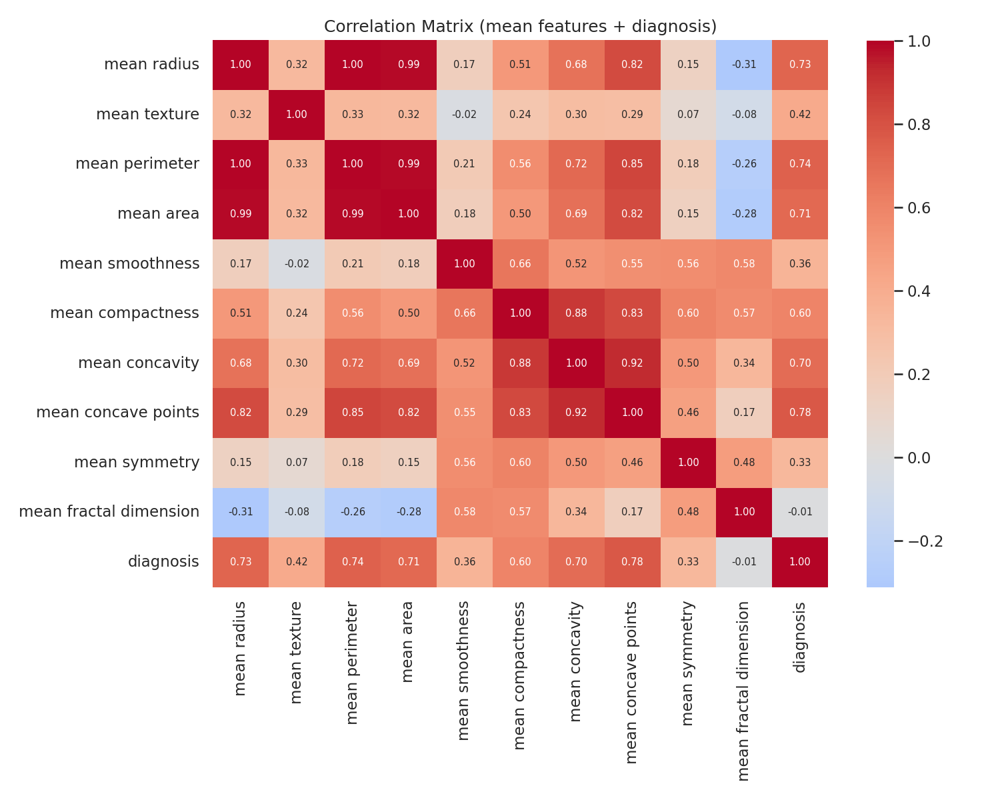 Correlation Matrix (mean features + diagnosis)
mean radius 1.00 0.32 1.00 0.99 0.17 0.51 0.68 0.82 0.15 -0.31 0.73
mean texture 0.32 1.00 0.33 0.32 -0.02 0.24 0.30 0.29 0.07 -0.08 0.42
mean perimeter 1.00 0.33 1.00 0.99 0.21 0.56 0.72 0.85 0.18 -0.26 0.74
mean area 0.99 0.32 0.99 1.00 0.18 0.50 0.69 0.82 0.15 -0.28 0.71
mean smoothness 0.17 -0.02 0.21 0.18 1.00 0.66 0.52 0.55 0.56 0.58 0.36
mean compactness 0.51 0.24 0.56 0.50 0.66 1.00 0.88 0.83 0.60 0.57 0.60
mean concavity 0.68 0.30 0.72 0.69 0.52 0.88 1.00 0.92 0.50 0.34 0.70
mean concave points 0.82 0.29 0.85 0.82 0.55 0.83 0.92 1.00 0.46 0.17 0.78
mean symmetry 0.15 0.07 0.18 0.15 0.56 0.60 0.50 0.46 1.00 0.48 0.33
mean fractal dimension -0.31 -0.08 -0.26 -0.28 0.58 0.57 0.34 0.17 0.48 1.00 -0.01
diagnosis 0.73 0.42 0.74 0.71 0.36 0.60 0.70 0.78 0.33 -0.01 1.00
mean radius
mean texture
mean perimeter
mean area
mean smoothness
mean compactness
mean concavity
mean concave points
mean symmetry
mean fractal dimension
diagnosis
1.0
0.8
0.6
0.4
0.2
0.0
−0.2